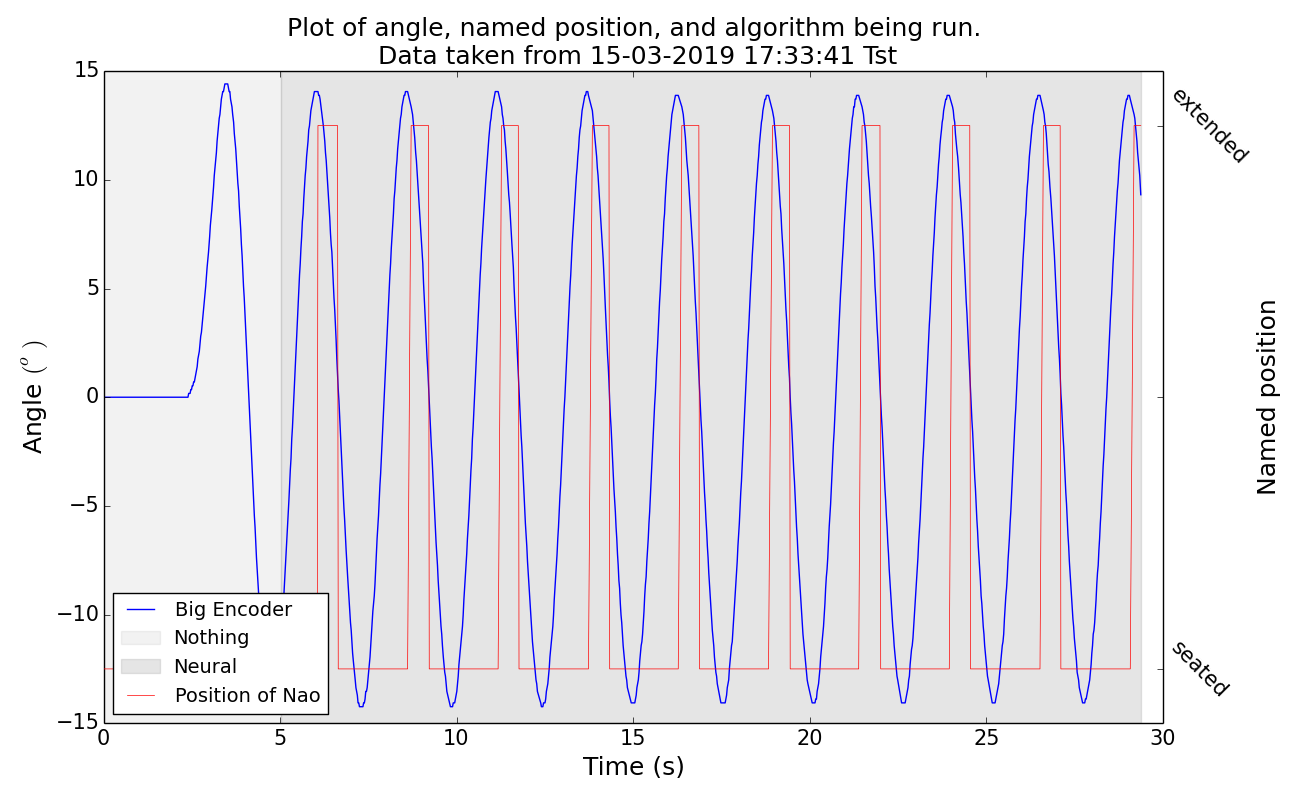 Plot of angle, named position, and algorithm being run.
Data taken from 15-03-2019 17:33:41 Tst
15
10
5
0
−5
−10
−15
Angle (°)
extended
seated
Named position
Big Encoder
Nothing
Neural
Position of Nao
0 5 10 15 20 25 30
Time (s)